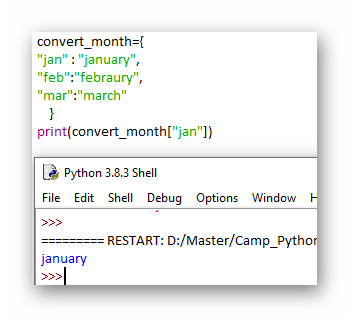 convert_month={
"jan" : "january",
"feb":"febraury",
"mar":"march"
}
print(convert_month["jan"])
Python 3.8.3 Shell
File Edit Shell Debug Options Window
>>>
========= RESTART: D:/Master/Camp_Python
january
>>>